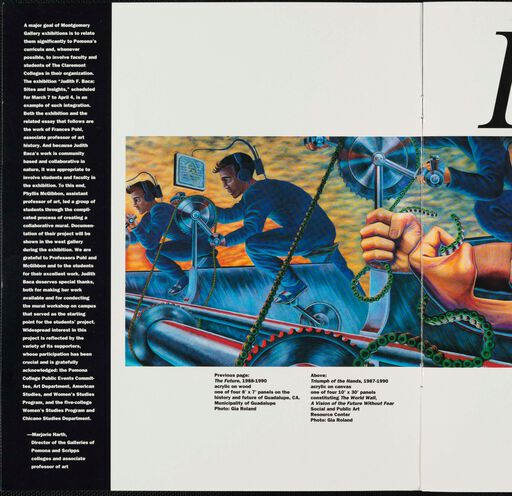 A major goal of Montgomery
Gallery exhibitions is to relate
them significantly to Pomona's
curricula and, whenever
possible, to involve faculty and
students of The Claremont
Colleges in their organization.
The exhibition "Judith F. Baca:
Sites and Insights," scheduled
for March 7 to April 4, is an
example of such integration.
Both the exhibition and the
related essay that follows are
the work of Frances Pohl,
associate professor of art
history. And because Judith
Baca's work is community
based and collaborative in
nature, it was appropriate to
involve students and faculty in
the exhibition. To this end,
Phyllis McGibbon, assistant
professor of art, led a group of
students through the compli-
cated process of creating a
collaborative mural. Documen-
tation of their project will be
shown in the west gallery
during the exhibition. We are
grateful to Professors Pohl and
McGibbon and to the students
for their excellent work. Judith
Baca deserves special thanks,
both for making her work
available and for conducting
the mural workshop on campus
that served as the starting
point for the students' project.
Widespread interest in this
project is reflected by the
variety of its supporters,
whose participation has been
crucial and is gratefully
acknowledged: the Pomona
College Public Events Commit-
tee, Art Department, American
Studies, and Women's Studies
Program, and the five-college
Women's Studies Program and
Chicano Studies Department.
—Marjorie Harth,
Director of the Galleries of
Pomona and Scripps
colleges and associate
professor of art
Previous page:
The Future, 1988-1990
acrylic on wood
one of four 8' x 7' panels on the
history and future of Guadalupe, CA.
Municipality of Guadalupe
Photo: Gia Roland
Above:
Triumph of the Hands, 1987-1990
acrylic on canvas
one of four 10' x 30' panels
constituting The World Wall,
A Vision of the Future Without Fear
Social and Public Art
Resource Center
Photo: Gia Roland